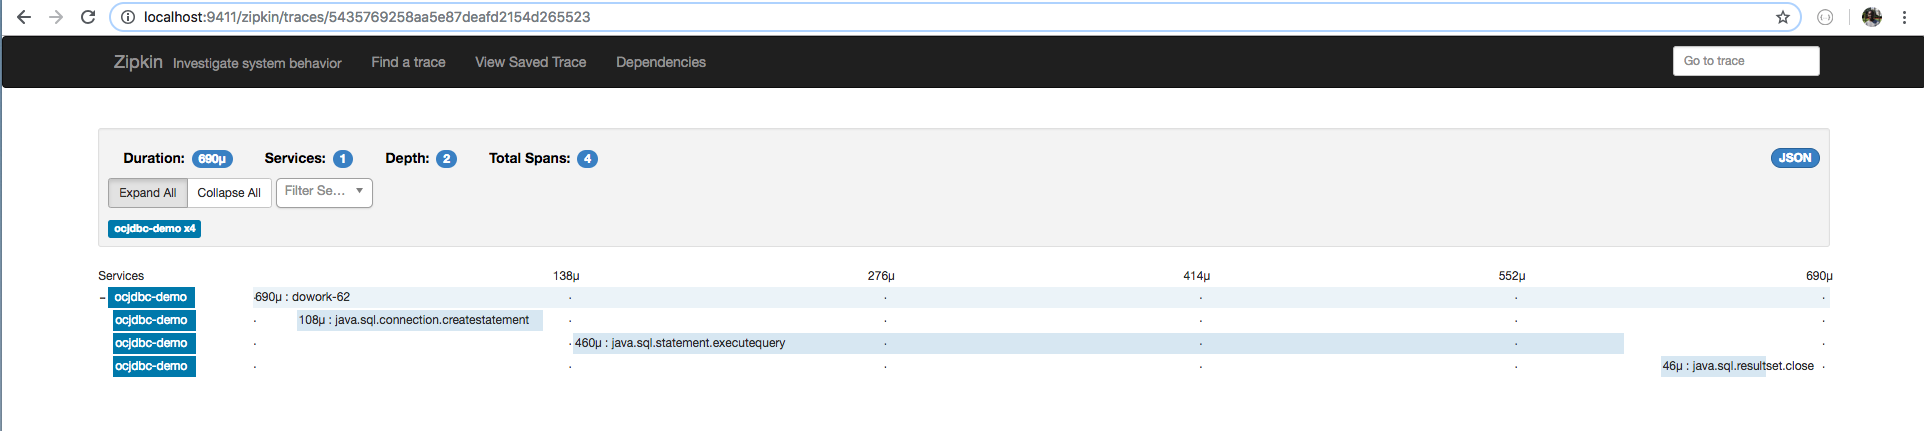 localhost:9411/zipkin/traces/5435769258aa5e87deafd2154d265523
Zipkin Investigate system behavior Find a trace View Saved Trace Dependencies Go to trace
Duration: 690μ Services: 1 Depth: 2 Total Spans: 4 JSON
Expand All Collapse All Filter Se...
ocjdbc-demo x4
Services 138μ 276μ 414μ 552μ 690μ
- ocjdbc-demo 690μ : dowork-62
ocjdbc-demo 108μ : java.sql.connection.createstatement
ocjdbc-demo 460μ : java.sql.statement.executequery
ocjdbc-demo 46μ : java.sql.resultset.close